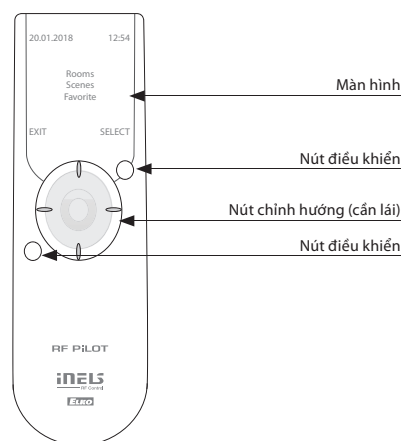 20.01.2018 12:54
Rooms
Scenes
Favorite
EXIT SELECT
Màn hình
Nút điều khiển
Nút chỉnh hướng (cần lái)
Nút điều khiển
RF PiLOT
iNELS
RF Control
ELKO